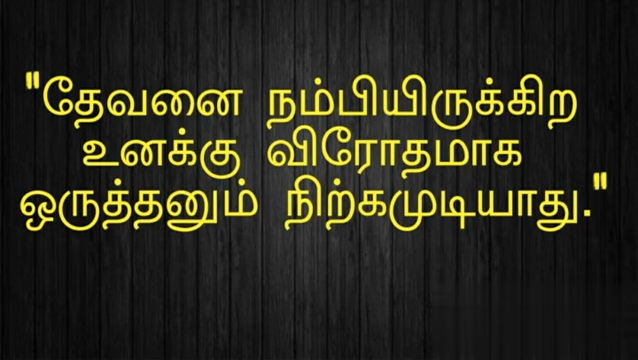 "தேவனை நம்பியிருக்கிற
உனக்கு விரோதமாக
ஒருத்தனும் நிற்கமுடியாது."